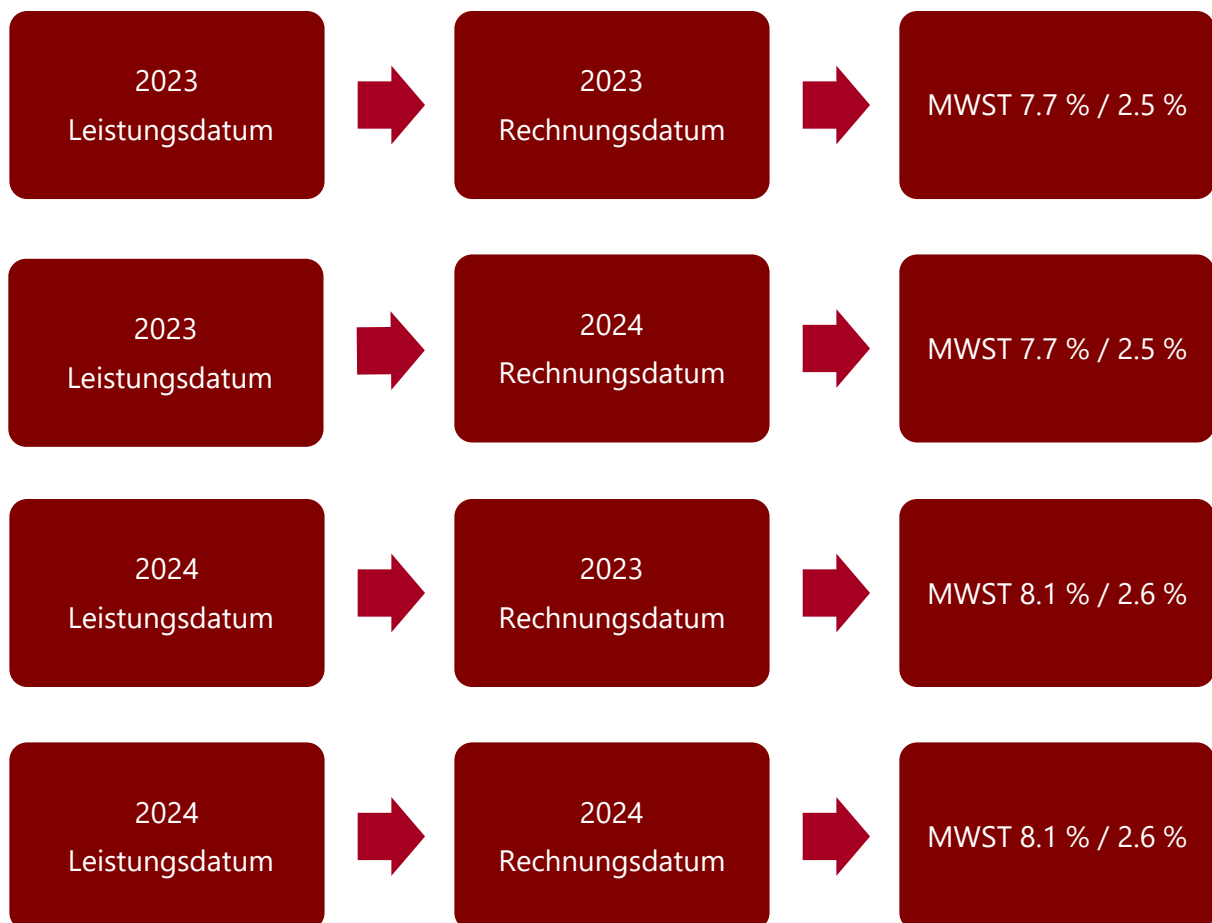 2023
Leistungsdatum
2023
Rechnungsdatum
MWST 7.7 % / 2.5 %
2023
Leistungsdatum
2024
Rechnungsdatum
MWST 7.7 % / 2.5 %
2024
Leistungsdatum
2023
Rechnungsdatum
MWST 8.1 % / 2.6 %
2024
Leistungsdatum
2024
Rechnungsdatum
MWST 8.1 % / 2.6 %